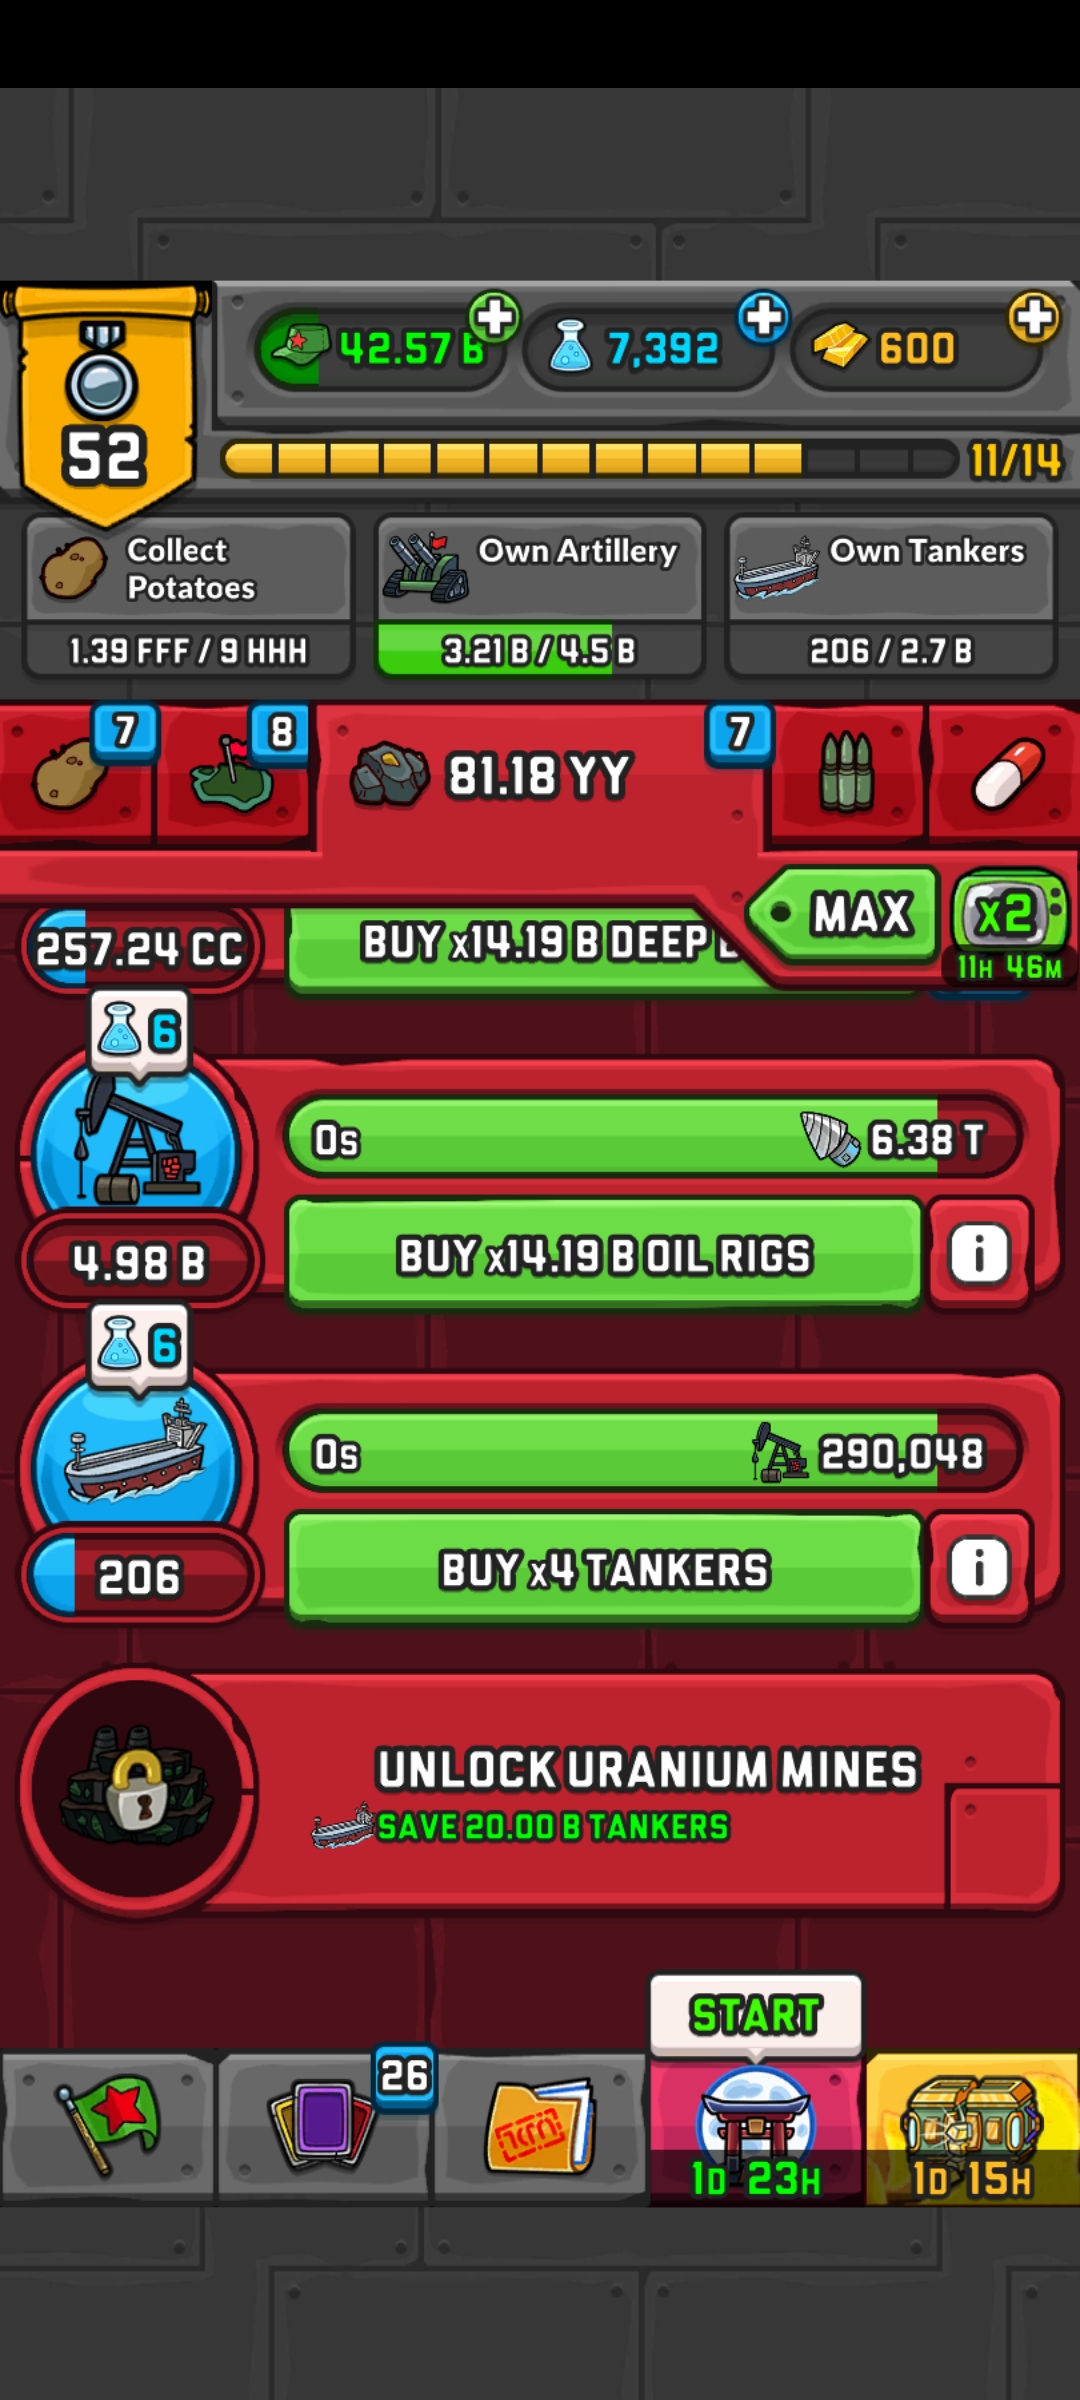 42.57 B
7,392
600
52
11/14
Collect
Potatoes
1.39 FFF / 9 HHH
Own Artillery
3.21 B / 4.5 B
Own Tankers
206 / 2.7 B
7
8
81.18 YY
7
MAX
x2
11H 46M
257.24 CC
BUY x14.19 B DEEP
6
0s
6.38 T
4.98 B
BUY x14.19 B OIL RIGS
i
6
0s
290,048
206
BUY x4 TANKERS
i
UNLOCK URANIUM MINES
SAVE 20.00 B TANKERS
START
26
1D 23H
1D 15H